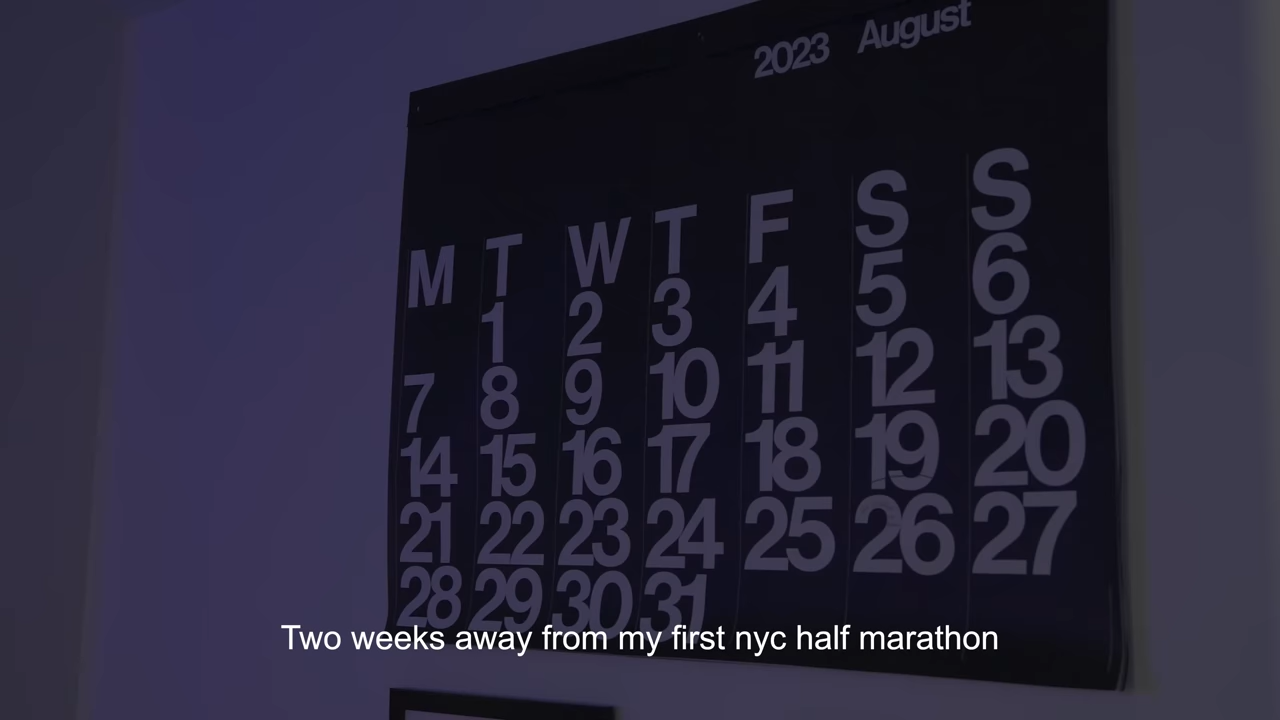 2023 August
M T W T F S S
1 2 3 4 5 6
7 8 9 10 11 12 13
14 15 16 17 18 19 20
21 22 23 24 25 26 27
28 29 30 31
Two weeks away from my first nyc half marathon